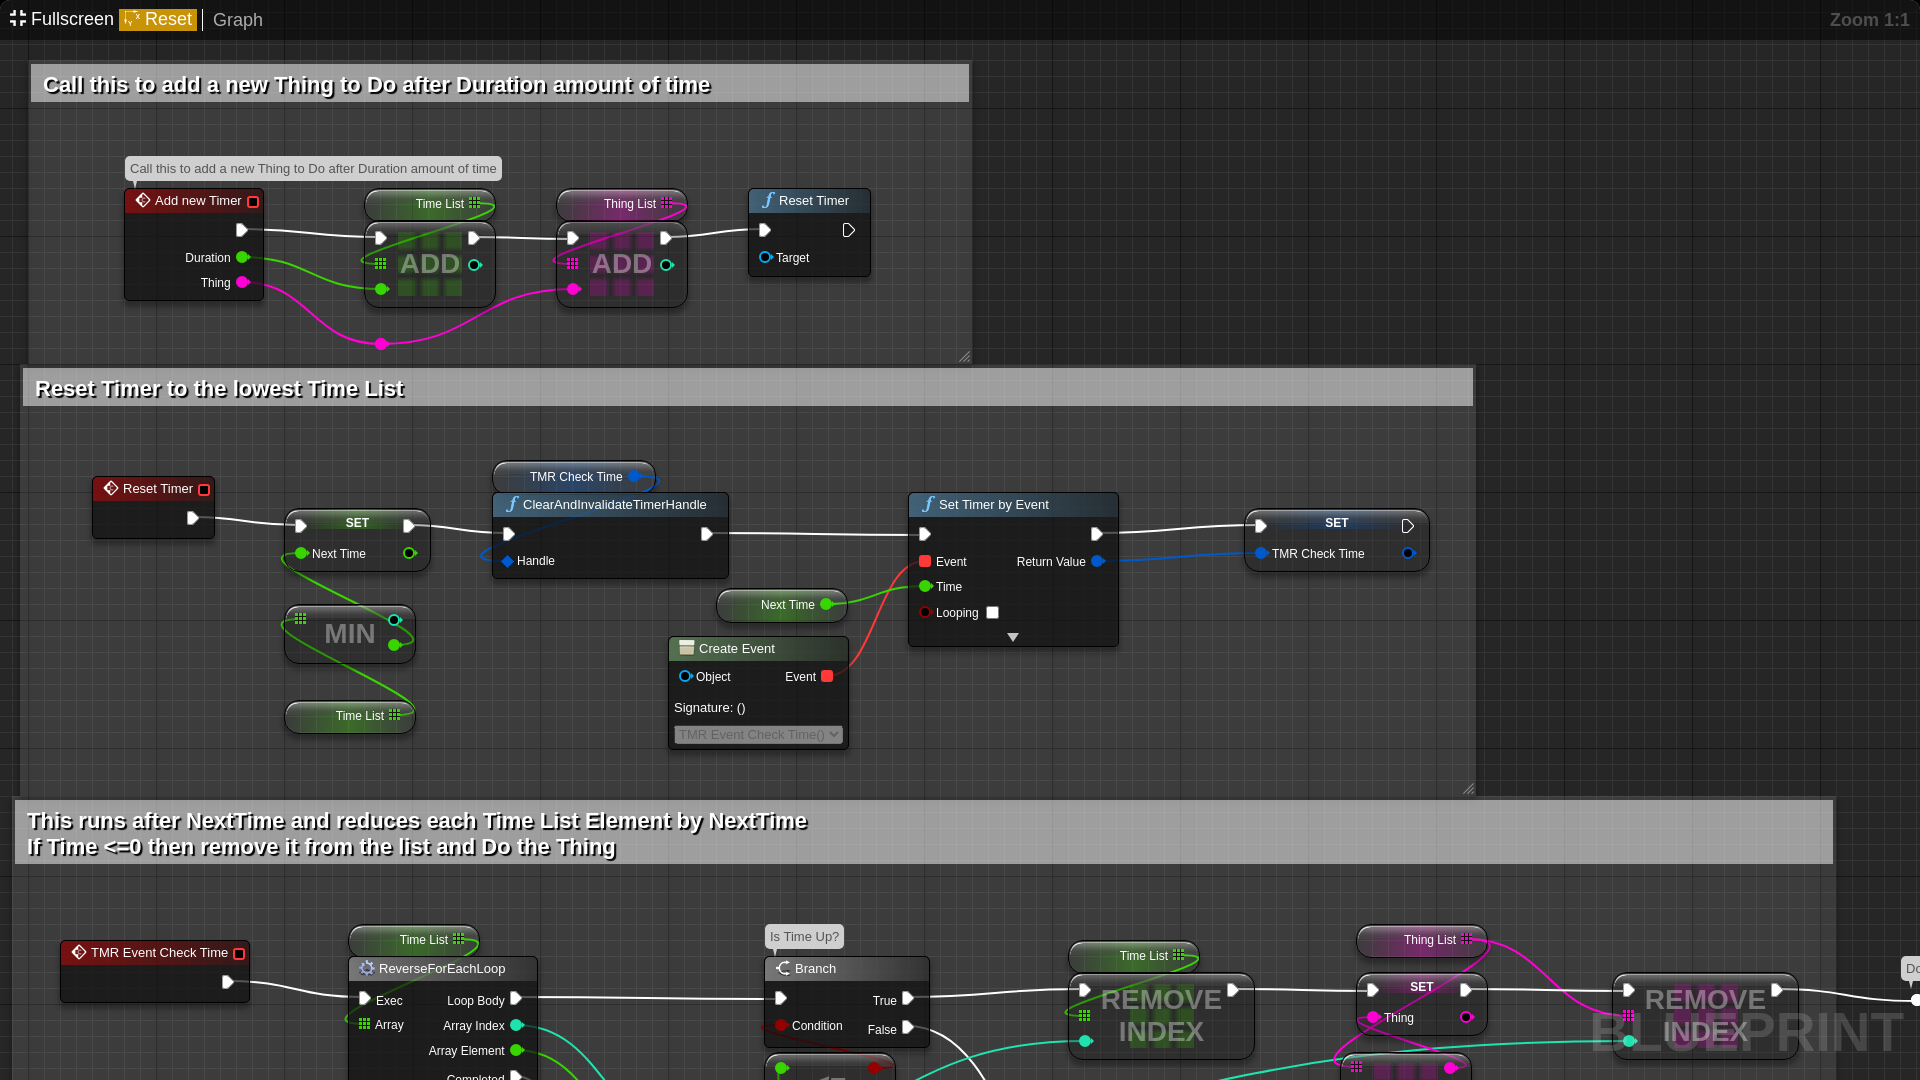 Fullscreen Reset Graph Zoom 1:1
Call this to add a new Thing to Do after Duration amount of time
Call this to add a new Thing to Do after Duration amount of time
Add new Timer
Duration
Thing
Time List
ADD
Thing List
ADD
Reset Timer
Target
Reset Timer to the lowest Time List
Reset Timer
SET
Next Time
MIN
Time List
TMR Check Time
ClearAndInvalidateTimerHandle
Handle
Next Time
Create Event
Object Event
Signature: ()
TMR Event Check Time()
Set Timer by Event
Event Return Value
Time
Looping
SET
TMR Check Time
This runs after NextTime and reduces each Time List Element by NextTime
If Time <=0 then remove it from the list and Do the Thing
TMR Event Check Time
Time List
ReverseForEachLoop
Exec Loop Body
Array Array Index
Array Element
Completed
Is Time Up?
Branch
True
Condition False
Time List
REMOVE
INDEX
Thing List
SET
Thing
REMOVE
INDEX
BLUEPRINT